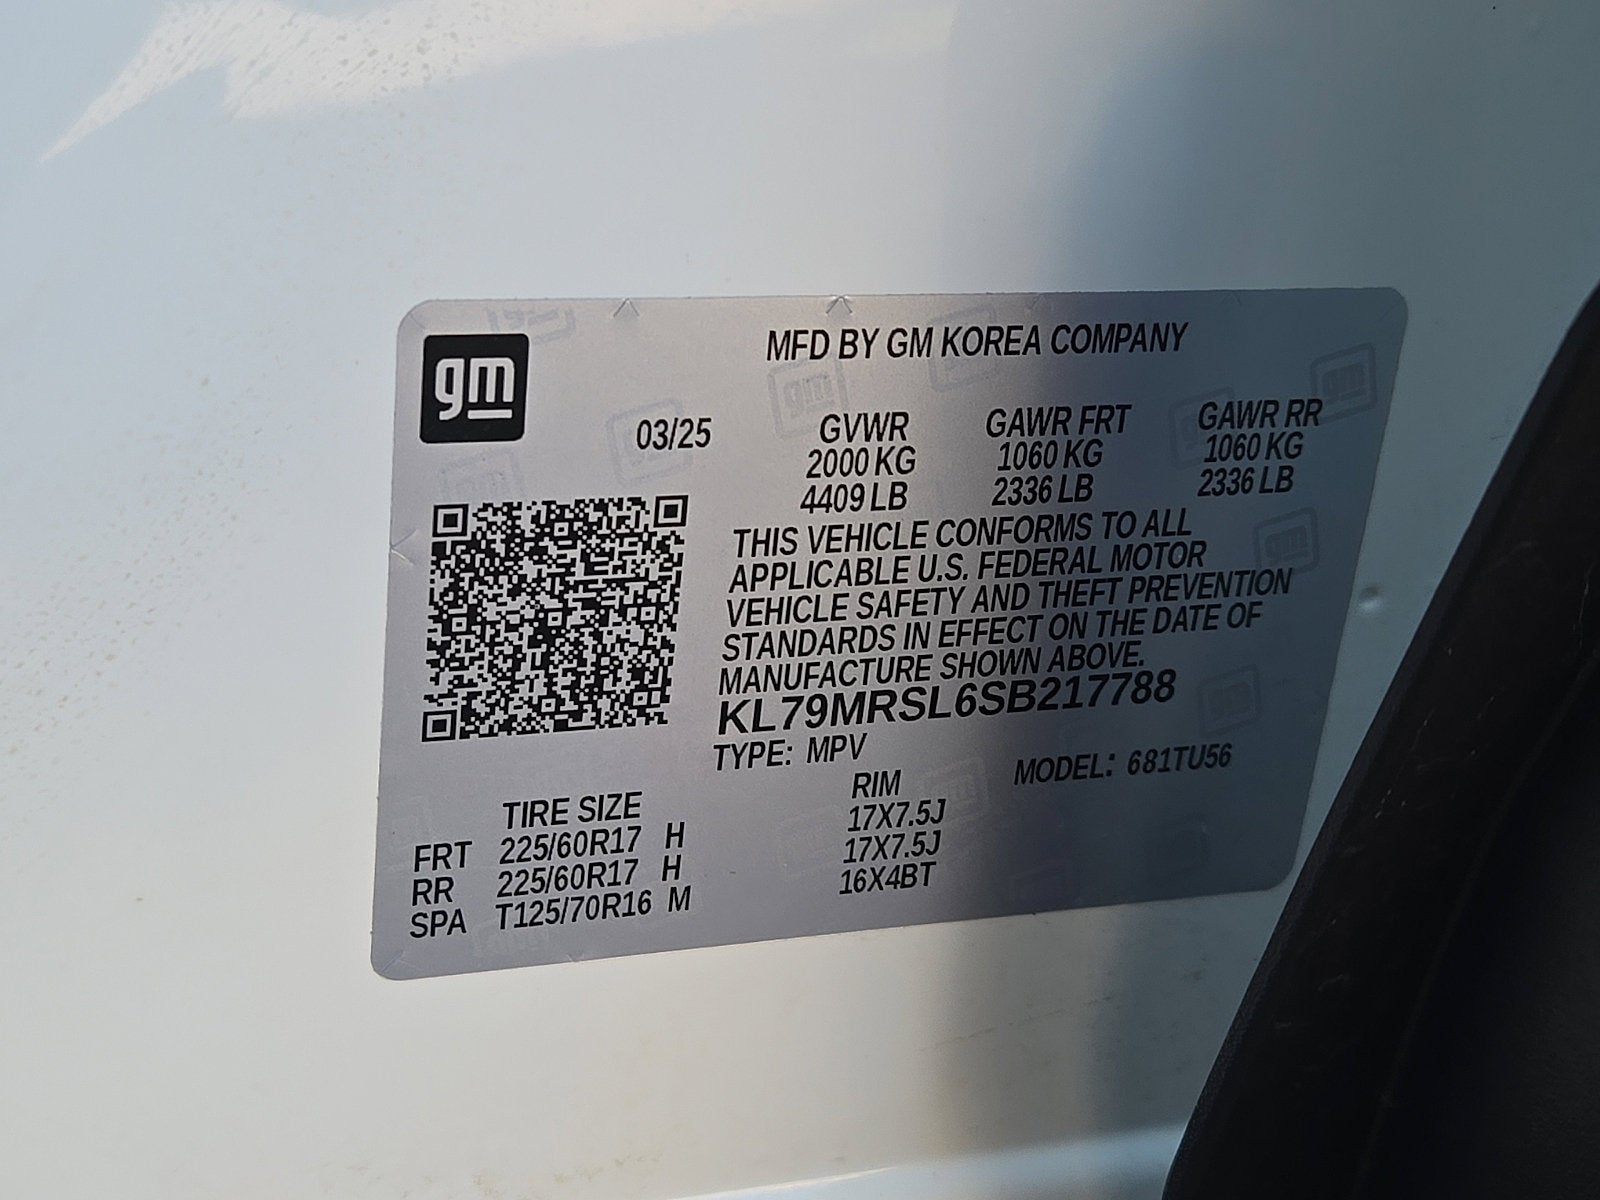 gm
MFD BY GM KOREA COMPANY
03/25 GVWR GAWR FRT GAWR RR
2000 KG 1060 KG 1060 KG
4409 LB 2336 LB 2336 LB
THIS VEHICLE CONFORMS TO ALL
APPLICABLE U.S. FEDERAL MOTOR
VEHICLE SAFETY AND THEFT PREVENTION
STANDARDS IN EFFECT ON THE DATE OF
MANUFACTURE SHOWN ABOVE.
KL79MRSL6SB217788
TYPE: MPV MODEL: 681TU56
TIRE SIZE RIM
FRT 225/60R17 H 17X7.5J
RR 225/60R17 H 17X7.5J
SPA T125/70R16 M 16X4BT